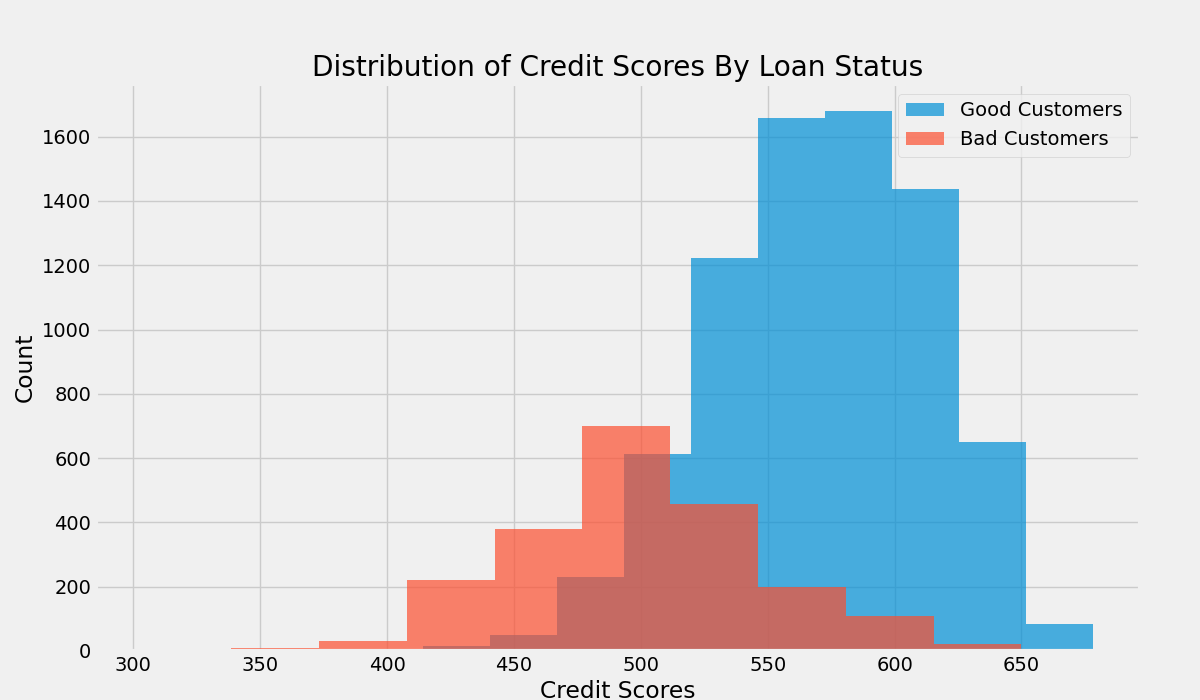 Distribution of Credit Scores By Loan Status
Good Customers
Bad Customers
1600
1400
1200
1000
800
600
400
200
0
Count
300 350 400 450 500 550 600 650
Credit Scores